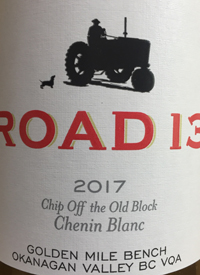 ROAD 13
2017
Chip Off the Old Block
Chenin Blanc
GOLDEN MILE BENCH
OKANAGAN VALLEY BC VQA